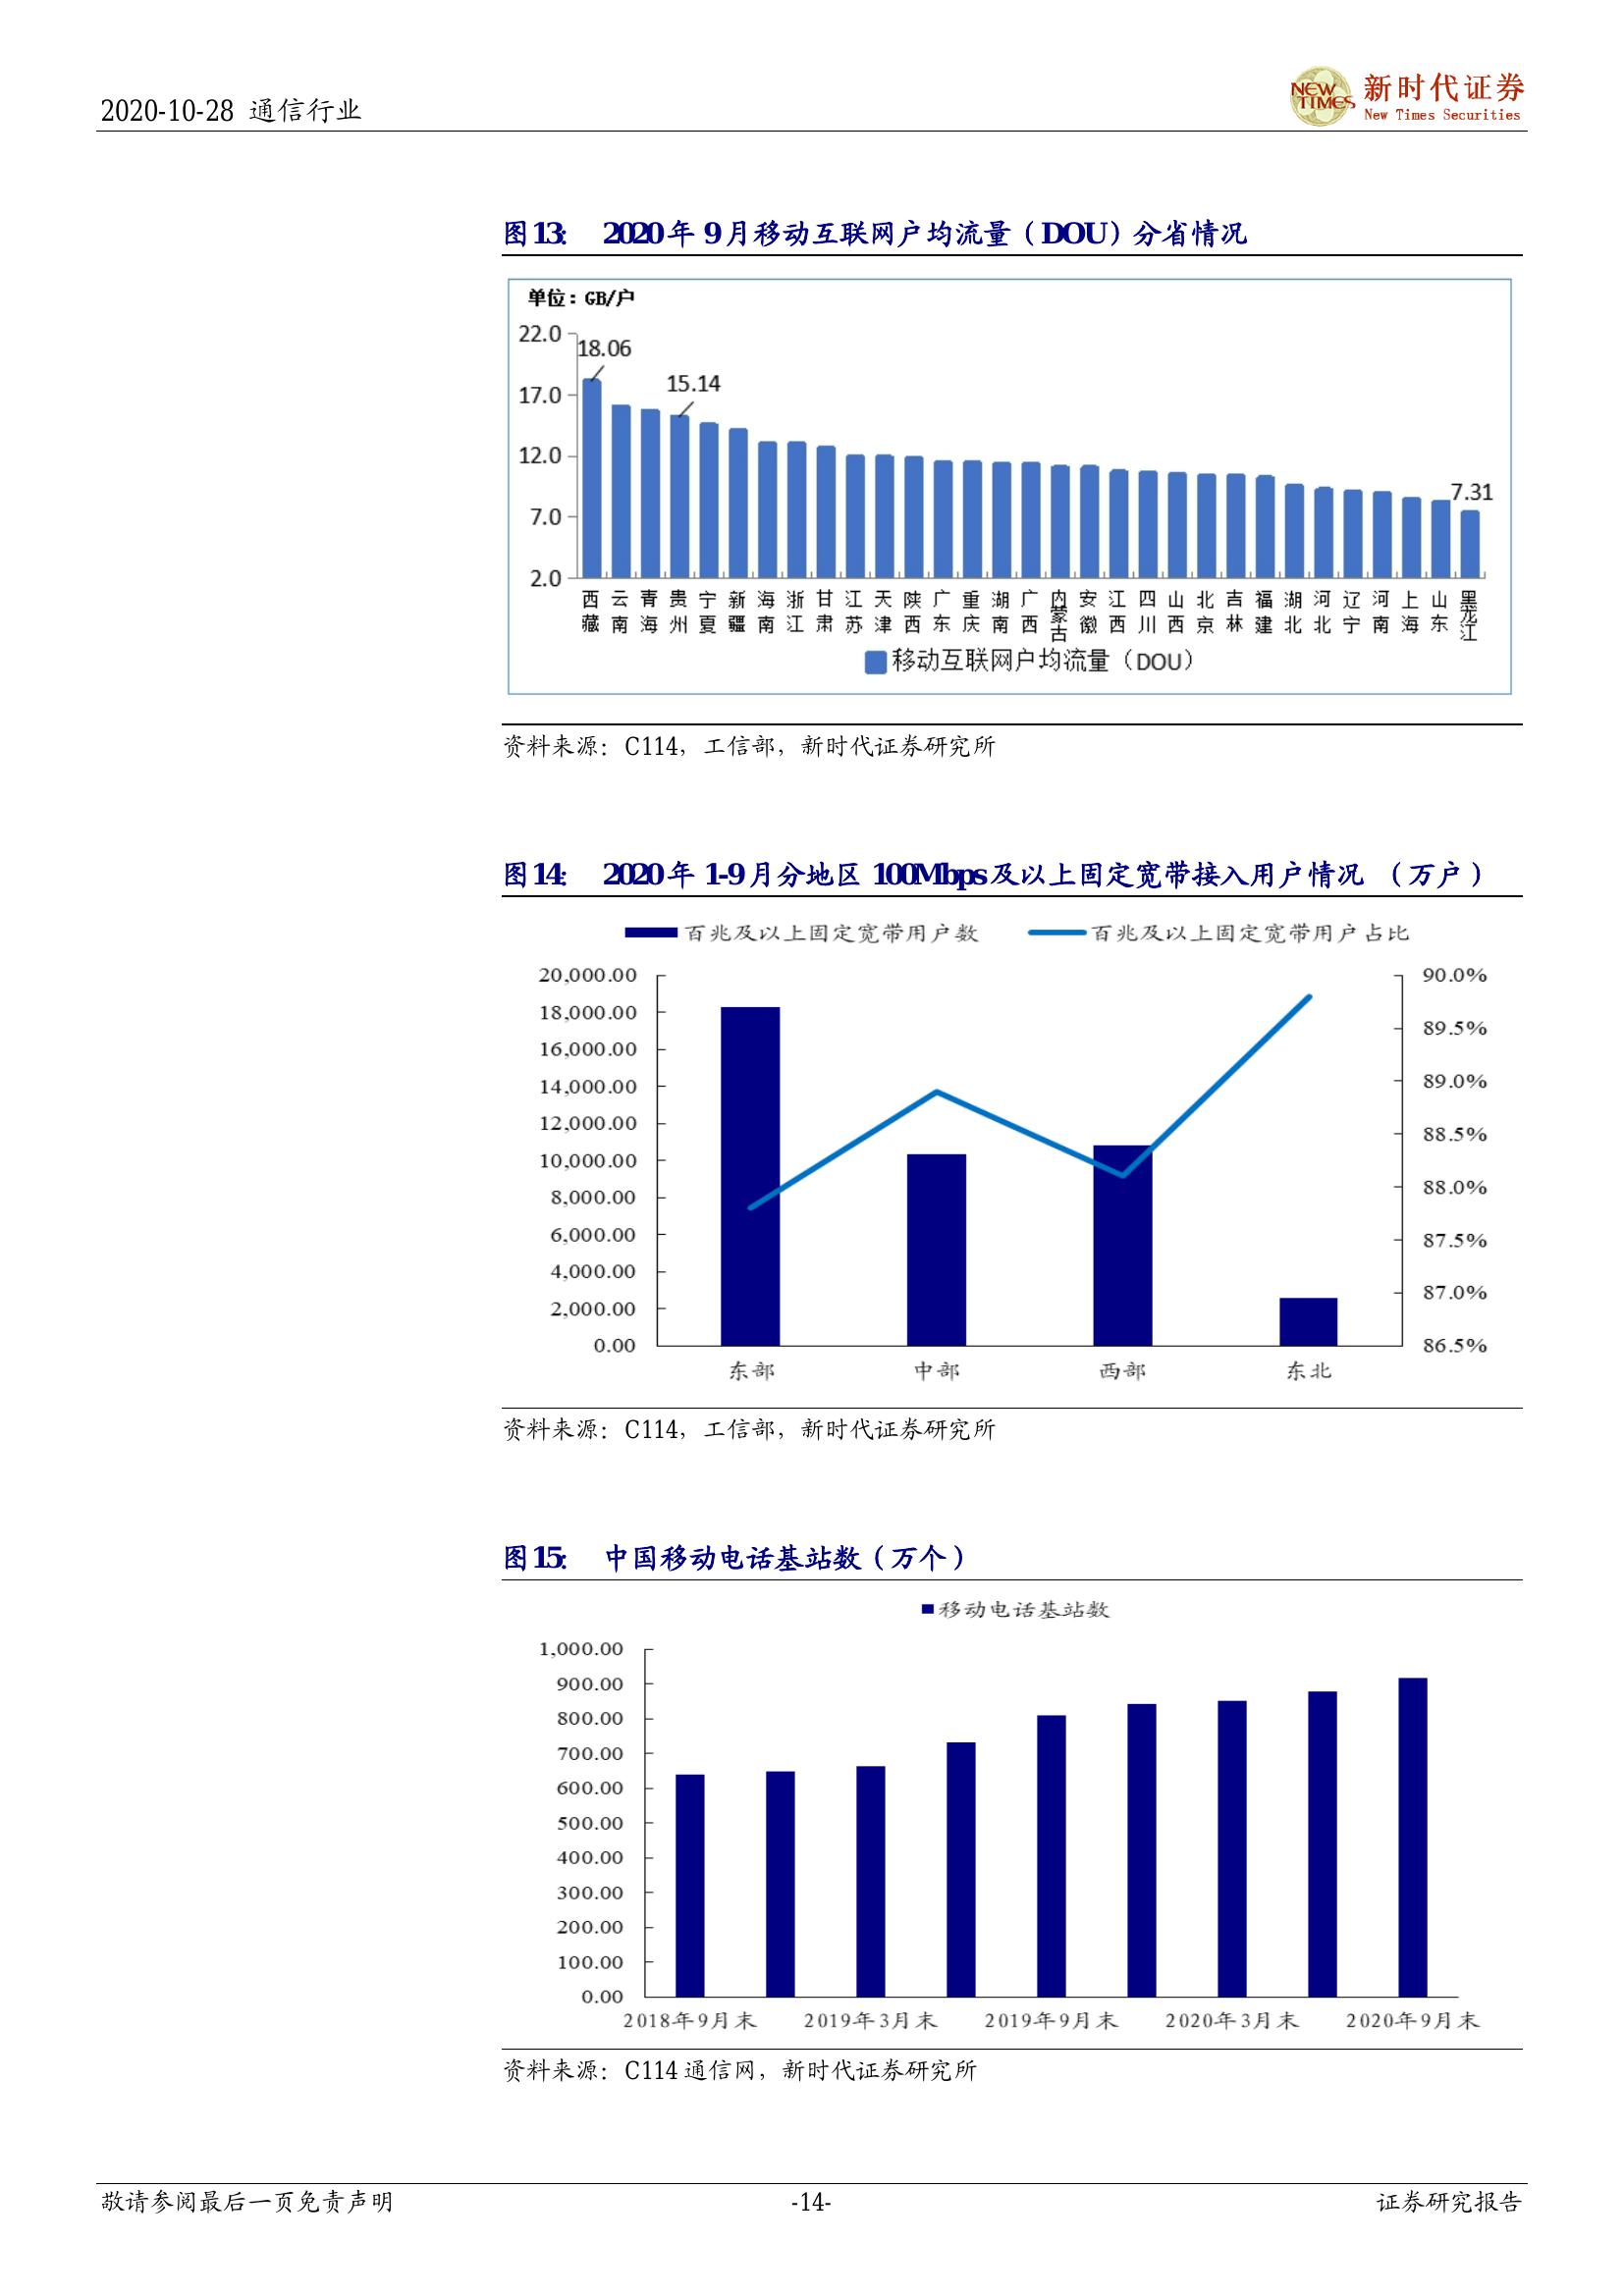 2020-10-28 通信行业
NEW TIMES 新时代证券
New Times Securities
图13： 2020年9月移动互联网户均流量（DOU）分省情况
单位：GB/户
22.0
18.06
17.0
15.14
12.0
7.31
7.0
2.0
西藏 云南 青海 贵州 宁夏 新疆 海南 浙江 甘肃 江苏 天津 陕西 广东 重庆 湖南 广西 内蒙古 安徽 江西 四川 山西 北京 吉林 福建 湖北 河北 辽宁 河南 上海 山东 黑龙江
移动互联网户均流量（DOU）
资料来源：C114，工信部，新时代证券研究所
图14： 2020年1-9月分地区100Mbps及以上固定宽带接入用户情况 （万户）
百兆及以上固定宽带用户数 百兆及以上固定宽带用户占比
20,000.00 90.0%
18,000.00 89.5%
16,000.00
14,000.00 89.0%
12,000.00 88.5%
10,000.00
8,000.00 88.0%
6,000.00 87.5%
4,000.00
2,000.00 87.0%
0.00 86.5%
东部 中部 西部 东北
资料来源：C114，工信部，新时代证券研究所
图15： 中国移动电话基站数（万个）
移动电话基站数
1,000.00
900.00
800.00
700.00
600.00
500.00
400.00
300.00
200.00
100.00
0.00
2018年9月末 2019年3月末 2019年9月末 2020年3月末 2020年9月末
资料来源：C114通信网，新时代证券研究所
敬请参阅最后一页免责声明 -14- 证券研究报告